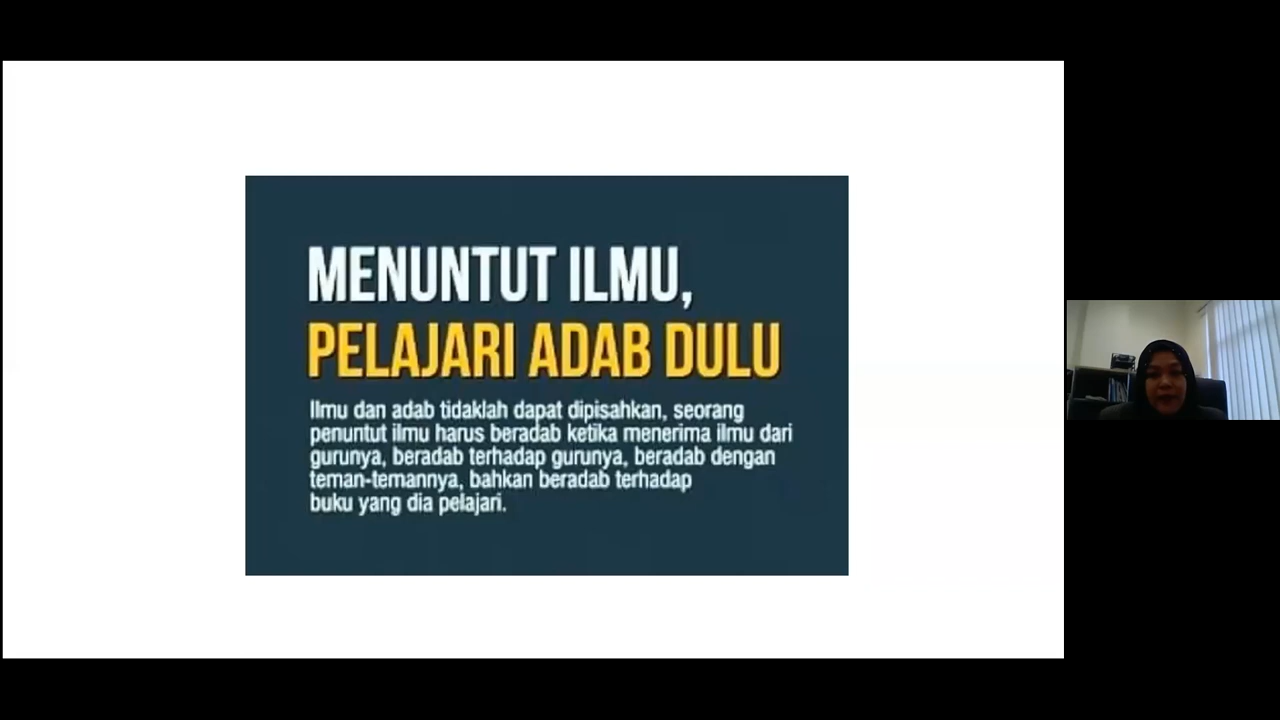 MENUNTUT ILMU,
PELAJARI ADAB DULU
Ilmu dan adab tidaklah dapat dipisahkan, seorang
penuntut ilmu harus beradab ketika menerima ilmu dari
gurunya, beradab terhadap gurunya, beradab dengan
teman-temannya, bahkan beradab terhadap
buku yang dia pelajari.